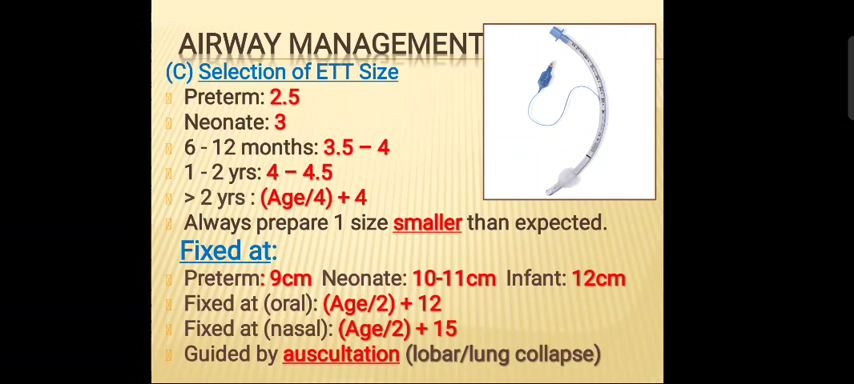 AIRWAY MANAGEMENT
(C) Selection of ETT Size
Preterm: 2.5
Neonate: 3
6 - 12 months: 3.5 – 4
1 - 2 yrs: 4 – 4.5
> 2 yrs : (Age/4) + 4
Always prepare 1 size smaller than expected.
Fixed at:
Preterm: 9cm Neonate: 10-11cm Infant: 12cm
Fixed at (oral): (Age/2) + 12
Fixed at (nasal): (Age/2) + 15
Guided by auscultation (lobar/lung collapse)